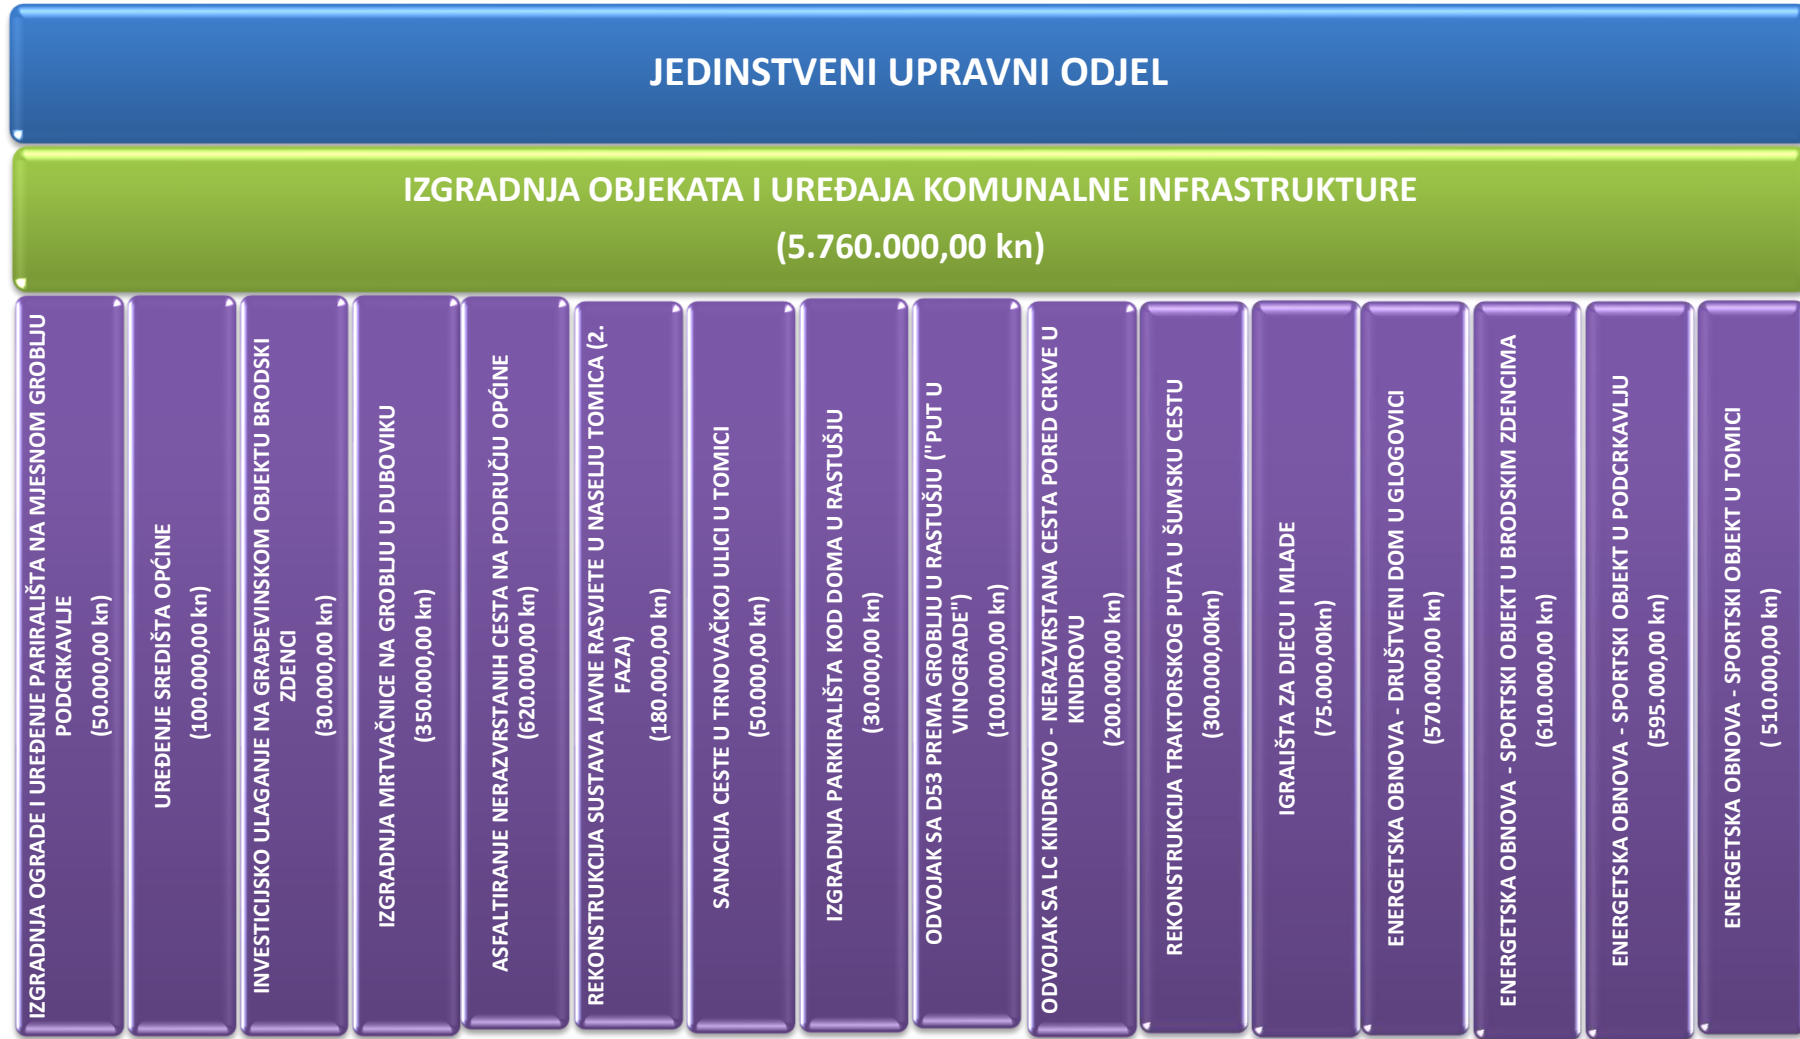 JEDINSTVENI UPRAVNI ODJEL
IZGRADNJA OBJEKATA I UREĐAJA KOMUNALNE INFRASTRUKTURE
(5.760.000,00 kn)
IZGRADNJA OGRADE I UREĐENJE PARIRALIŠTA NA MJESNOM GROBLJU
PODCRKAVLJE
(50.000,00 kn)
UREĐENJE SREDIŠTA OPĆINE
(100.000,00 kn)
INVESTICIJSKO ULAGANJE NA GRAĐEVINSKOM OBJEKTU BRODSKI
ZDENCI
(30.000,00 kn)
IZGRADNJA MRTVAČNICE NA GROBLJU U DUBOVIKU
(350.000,00 kn)
ASFALTIRANJE NERAZVRSTANIH CESTA NA PODRUČJU OPĆINE
(620.000,00 kn)
REKONSTRUKCIJA SUSTAVA JAVNE RASVJETE U NASELJU TOMICA (2.
FAZA)
(180.000,00 kn)
SANACIJA CESTE U TRNOVAČKOJ ULICI U TOMICI
(50.000,00 kn)
IZGRADNJA PARKIRALIŠTA KOD DOMA U RASTUŠJU
(30.000,00 kn)
ODVOJAK SA D53 PREMA GROBLJU U RASTUŠJU ("PUT U
VINOGRADE")
(100.000,00 kn)
ODVOJAK SA LC KINDROVO - NERAZVRSTANA CESTA PORED CRKVE U
KINDROVU
(200.000,00 kn)
REKONSTRUKCIJA TRAKTORSKOG PUTA U ŠUMSKU CESTU
(300.000,00kn)
IGRALIŠTA ZA DJECU I MLADE
(75.000,00kn)
ENERGETSKA OBNOVA - DRUŠTVENI DOM U GLOGOVICI
(570.000,00 kn)
ENERGETSKA OBNOVA - SPORTSKI OBJEKT U BRODSKIM ZDENCIMA
(610.000,00 kn)
ENERGETSKA OBNOVA - SPORTSKI OBJEKT U PODCRKAVLJU
(595.000,00 kn)
ENERGETSKA OBNOVA - SPORTSKI OBJEKT U TOMICI
( 510.000,00 kn)